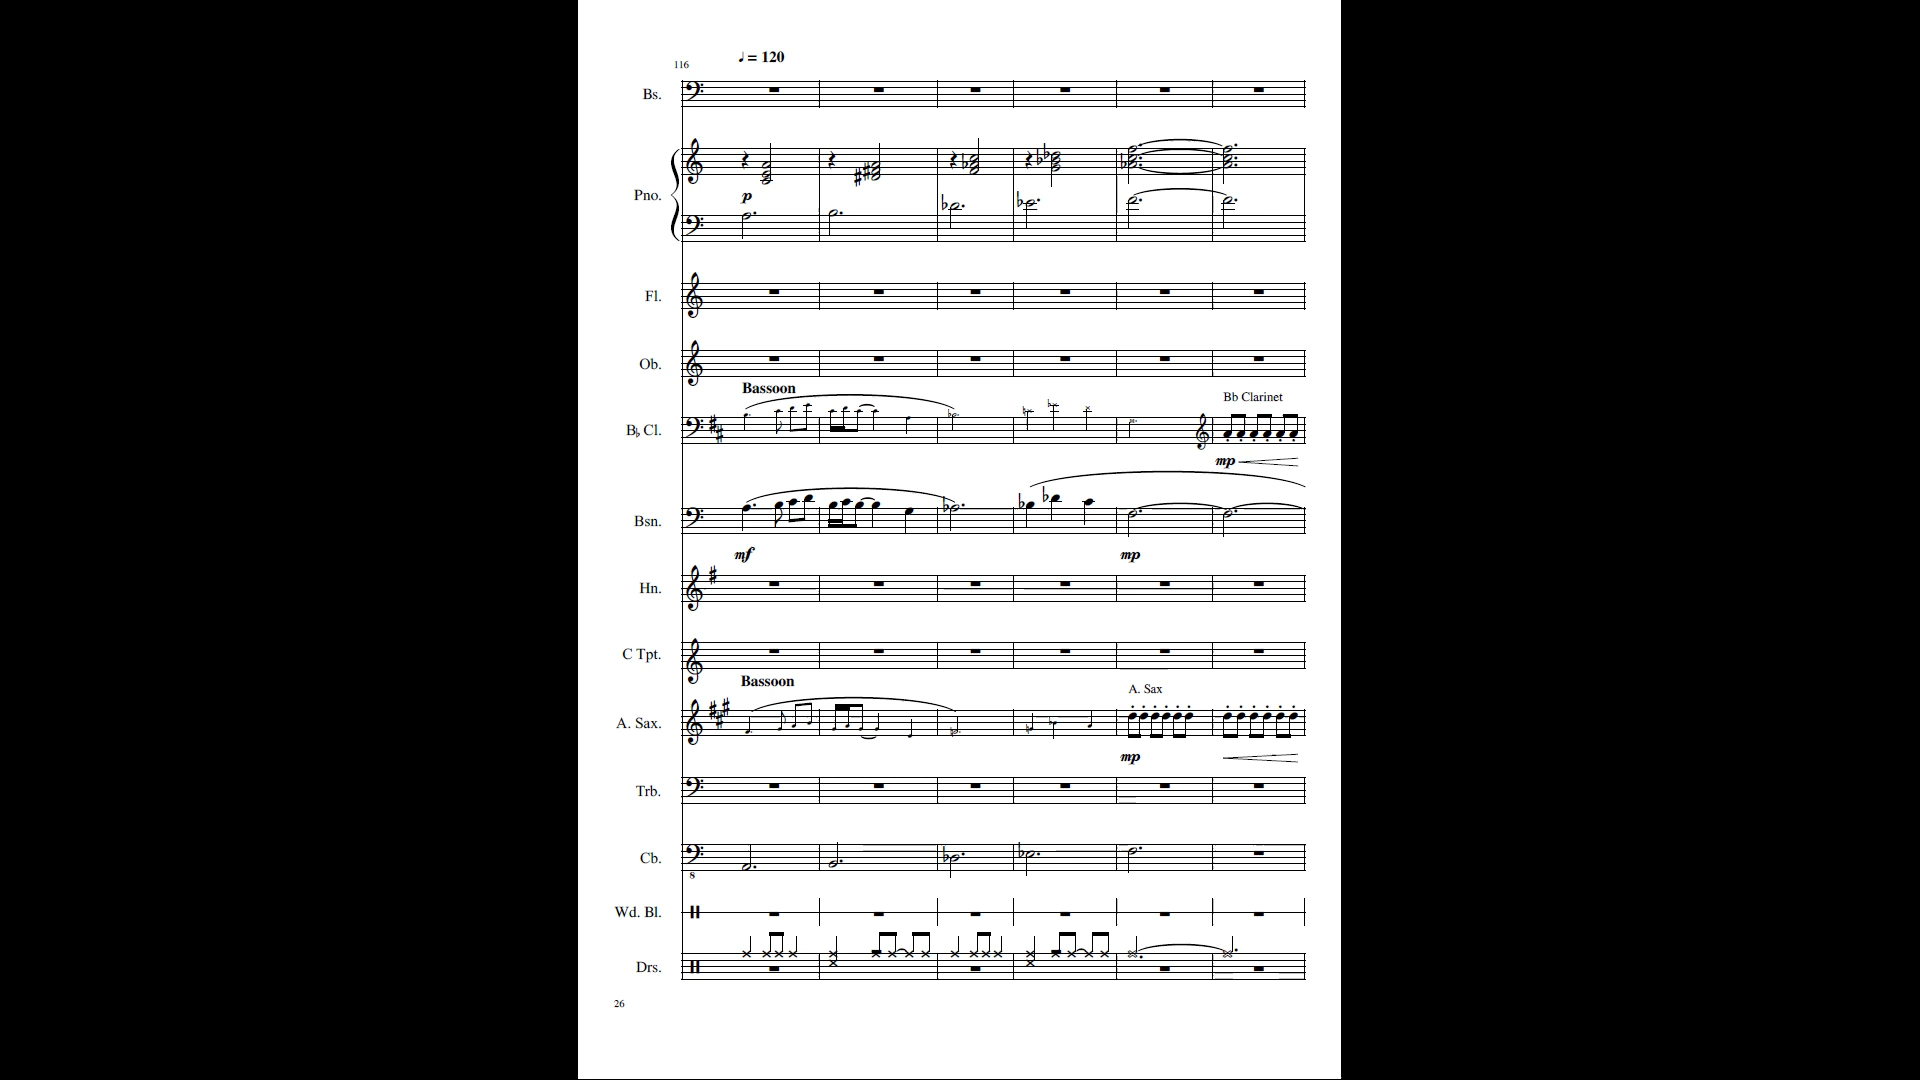 ♩ = 120
116
Bs.
Pno.
p
Fl.
Ob.
Bassoon
Bb Clarinet
B♭ Cl.
mp
Bsn.
mf
mp
Hn.
C Tpt.
Bassoon
A. Sax
A. Sax.
mp
Trb.
Cb.
8
Wd. Bl.
Drs.
26